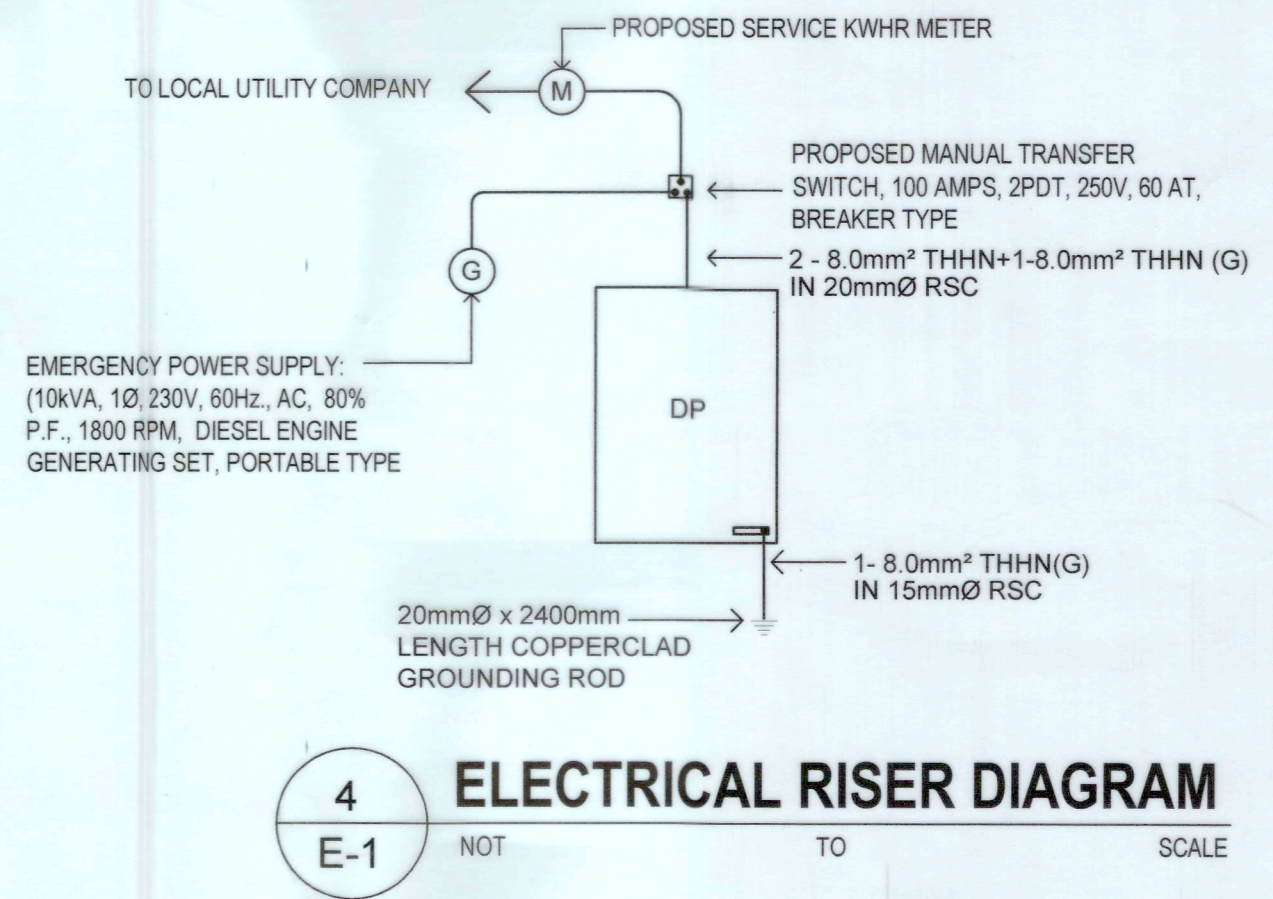 PROPOSED SERVICE KWHR METER
TO LOCAL UTILITY COMPANY
M
PROPOSED MANUAL TRANSFER
SWITCH, 100 AMPS, 2PDT, 250V, 60 AT,
BREAKER TYPE
G
2 - 8.0mm² THHN+1-8.0mm² THHN (G)
IN 20mmØ RSC
EMERGENCY POWER SUPPLY:
(10kVA, 1Ø, 230V, 60Hz., AC, 80%
P.F., 1800 RPM, DIESEL ENGINE
GENERATING SET, PORTABLE TYPE
DP
1- 8.0mm² THHN(G)
IN 15mmØ RSC
20mmØ x 2400mm
LENGTH COPPERCLAD
GROUNDING ROD
4
E-1
ELECTRICAL RISER DIAGRAM
NOT TO SCALE